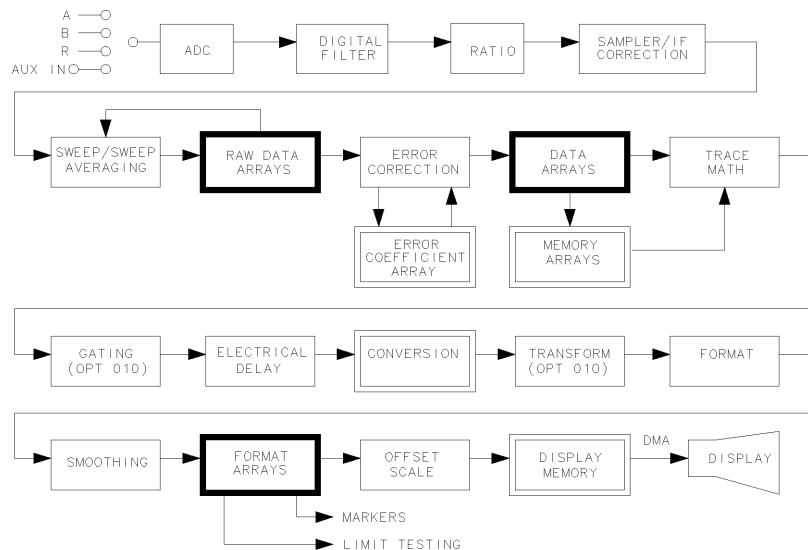 A
B
R
AUX IN
ADC
DIGITAL
FILTER
RATIO
SAMPLER/IF
CORRECTION
SWEEP/SWEEP
AVERAGING
RAW DATA
ARRAYS
ERROR
CORRECTION
DATA
ARRAYS
TRACE
MATH
ERROR
COEFFICIENT
ARRAY
MEMORY
ARRAYS
GATING
(OPT 010)
ELECTRICAL
DELAY
CONVERSION
TRANSFORM
(OPT 010)
FORMAT
SMOOTHING
FORMAT
ARRAYS
OFFSET
SCALE
DISPLAY
MEMORY
DMA
DISPLAY
MARKERS
LIMIT TESTING